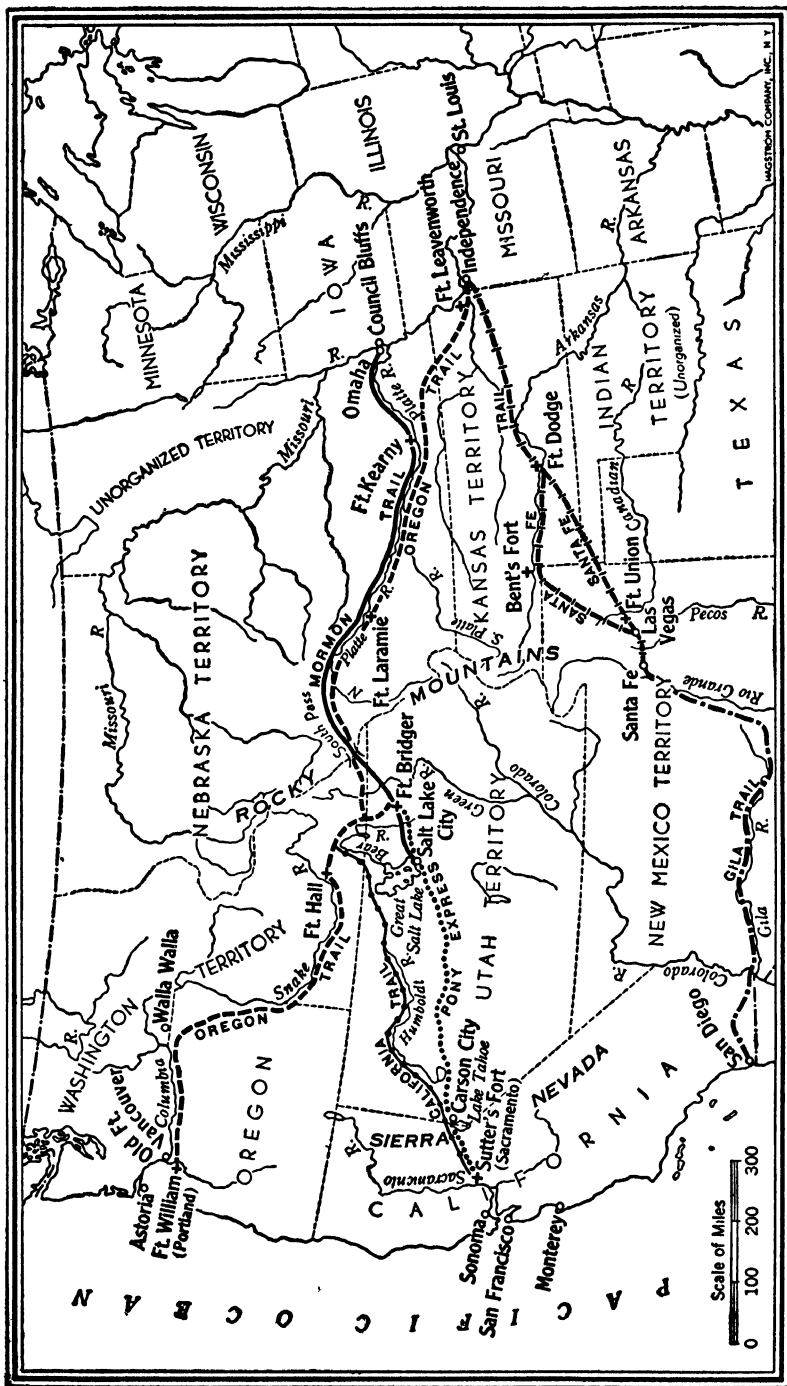 WASHINGTON
TERRITORY
R.
Old Ft.
Vancouver
Columbia
Walla Walla
Astoria
Ft. William
(Portland)
OREGON
OREGON
TRAIL
Snake
R.
Ft. Hall
NEBRASKA TERRITORY
Missouri
R
UNORGANIZED TERRITORY
Missouri
R.
MINNESOTA
WISCONSIN
Mississippi
R.
IOWA
ILLINOIS
Omaha
Council Bluffs
Platte R.
Ft. Kearny
MORMON
TRAIL
OREGON
TRAIL
Platte
R.
N
Ft. Laramie
South Pass
ROCKY
MOUNTAINS
Ft. Bridger
Bear
R.
Green
R.
Great
Salt Lake
Salt Lake
City
CALIFORNIA
TRAIL
Humboldt
R.
PONY EXPRESS
UTAH TERRITORY
Carson City
Lake Tahoe
Sutter's Fort
(Sacramento)
SIERRA
NEVADA
Sacramento
R.
CALIFORNIA
Sonoma
San Francisco
Monterey
PACIFIC OCEAN
Ft. Leavenworth
Independence
St. Louis
MISSOURI
KANSAS TERRITORY
S. Platte
R.
Bent's Fort
Ft. Dodge
SANTA FE
TRAIL
SANTA FE
Arkansas
R.
ARKANSAS
INDIAN
TERRITORY
(Unorganized)
Canadian
R
TEXAS
Ft. Union
Las
Vegas
Santa Fe
Pecos
R.
Rio Grande
Colorado
R.
NEW MEXICO TERRITORY
GILA TRAIL
Gila
R.
Colorado
R.
San Diego
Scale of Miles
0 100 200 300
HAGSTROM COMPANY, INC., N Y